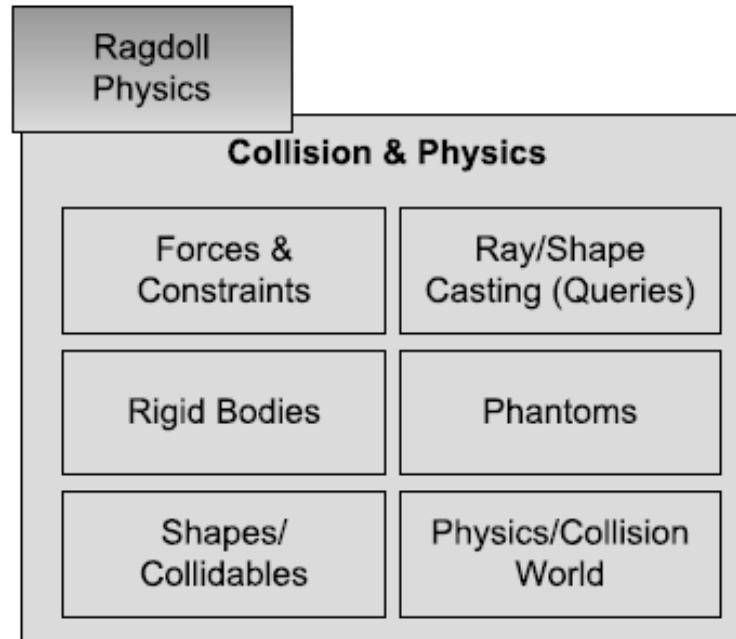 Ragdoll
Physics
Collision & Physics
Forces &
Constraints
Ray/Shape
Casting (Queries)
Rigid Bodies
Phantoms
Shapes/
Collidables
Physics/Collision
World